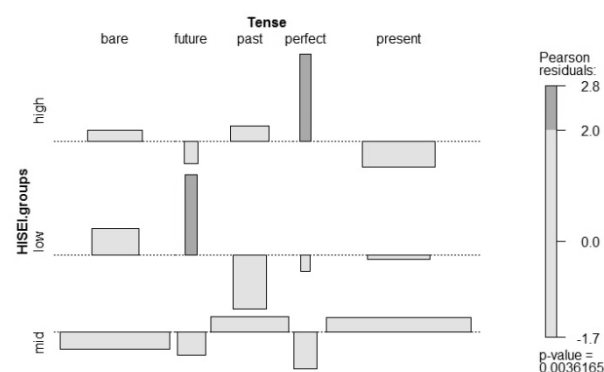 Tense
bare future past perfect present
HISEI.groups
high
low
mid
Pearson
residuals:
2.8
2.0
0.0
-1.7
p-value =
0.0036165